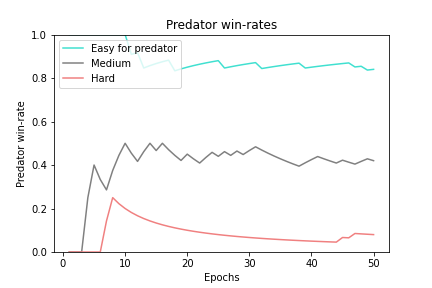 Predator win-rates
Easy for predator
Medium
Hard
Predator win-rate
1.0
0.8
0.6
0.4
0.2
0.0
0
10
20
30
40
50
Epochs